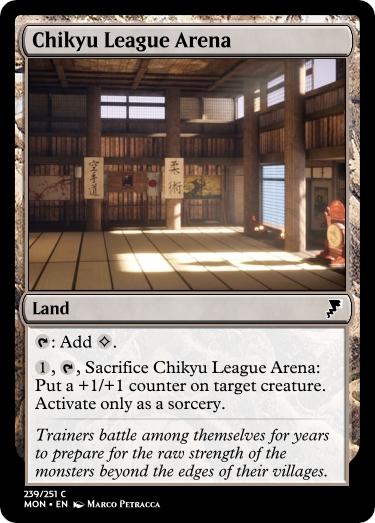 Chikyu League Arena
空手道
柔術
Land
: Add .
1, , Sacrifice Chikyu League Arena:
Put a +1/+1 counter on target creature.
Activate only as a sorcery.
Trainers battle among themselves for years
to prepare for the raw strength of the
monsters beyond the edges of their villages.
239/251 C
MON • EN Marco Petracca